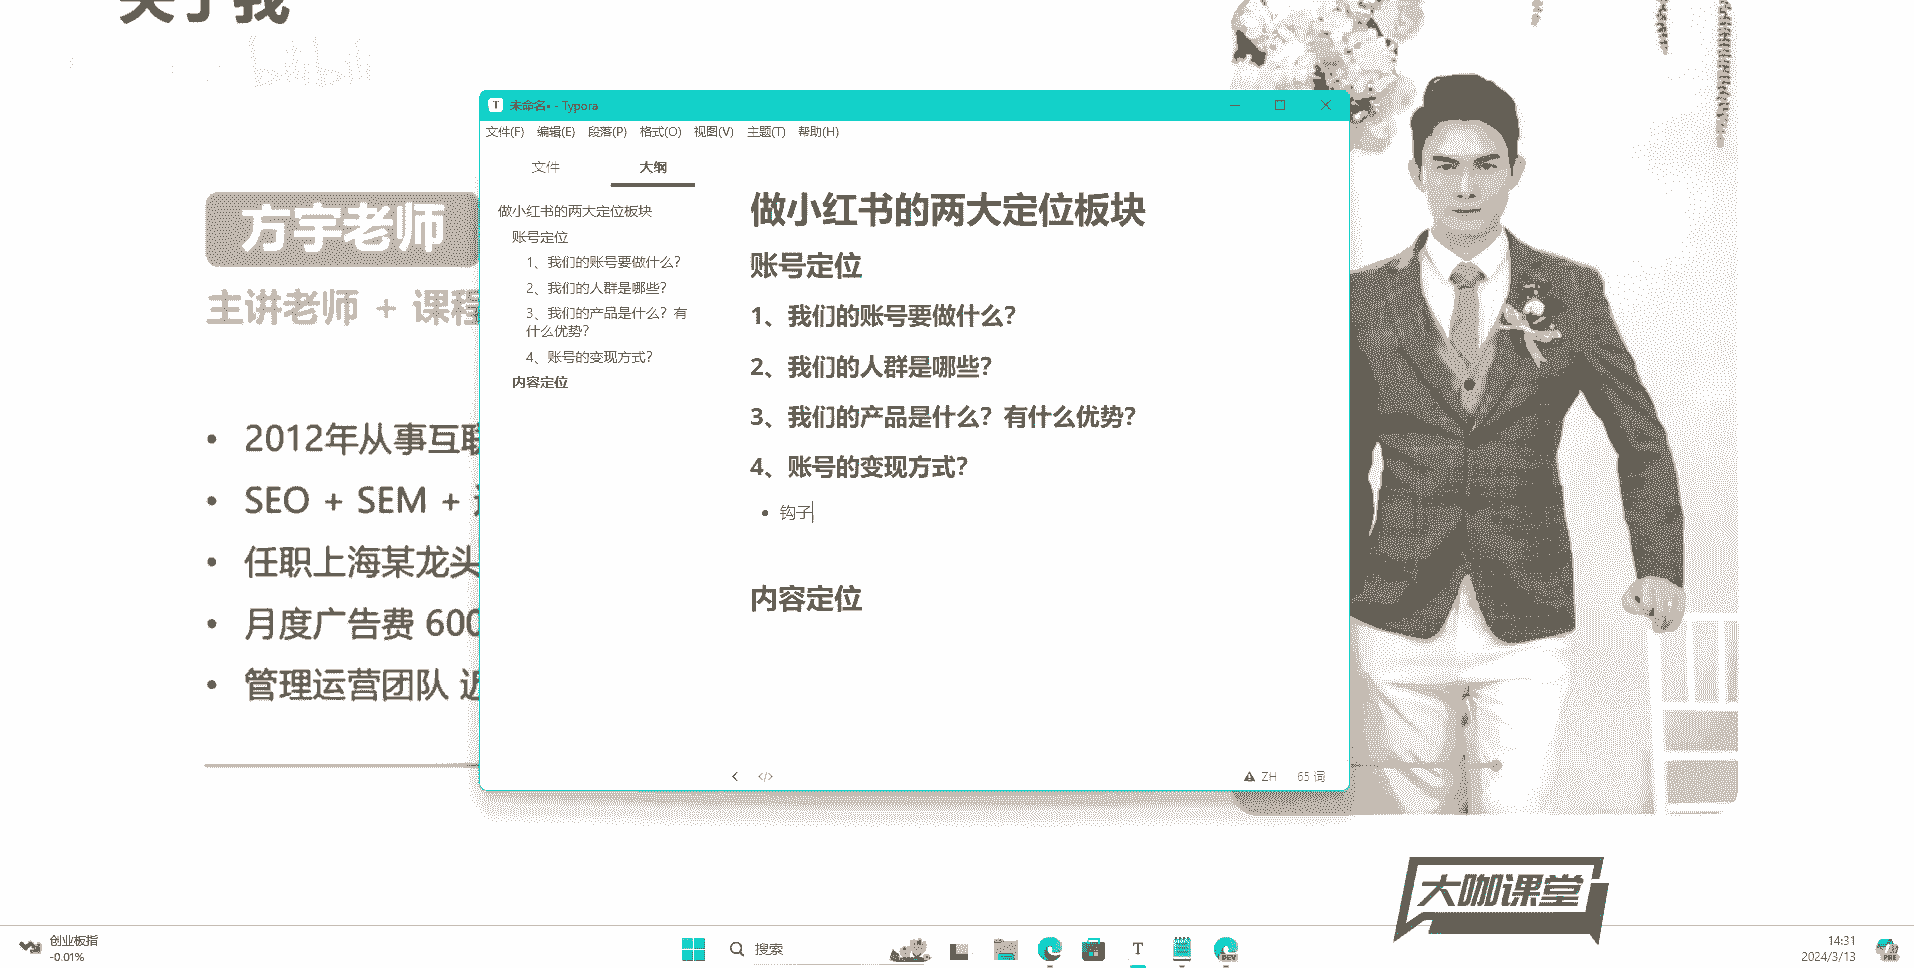 关于我
bilibili
未命名• - Typora
文件(F) 编辑(E) 段落(P) 格式(O) 视图(V) 主题(T) 帮助(H)
文件 大纲
做小红书的两大定位板块
账号定位
1、我们的账号要做什么?
2、我们的人群是哪些?
3、我们的产品是什么?有
什么优势?
4、账号的变现方式?
内容定位
做小红书的两大定位板块
账号定位
1、我们的账号要做什么?
2、我们的人群是哪些?
3、我们的产品是什么?有什么优势?
4、账号的变现方式?
• 钩子
内容定位
</> ZH 65 词
方宇老师
主讲老师 + 课程
• 2012年从事互联
• SEO + SEM +
• 任职上海某龙头
• 月度广告费 600
• 管理运营团队 近
大咖课堂
创业板指
-0.01%
搜索
T
DEV
14:31
2024/3/13
PRE